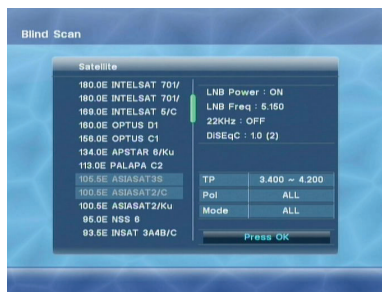 Blind Scan
Satellite
180.0E INTELSAT 701/
180.0E INTELSAT 701/
169.0E INTELSAT 5/C
160.0E OPTUS D1
156.0E OPTUS C1
134.0E APSTAR 6/Ku
113.0E PALAPA C2
105.5E ASIASAT3S
100.5E ASIASAT2/C
100.5E ASIASAT2/Ku
95.0E NSS 6
93.5E INSAT 3A4B/C
LNB Power : ON
LNB Freq : 5.150
22KHz : OFF
DiSEqC : 1.0 (2)
TP 3.400 ~ 4.200
Pol ALL
Mode ALL
Press OK